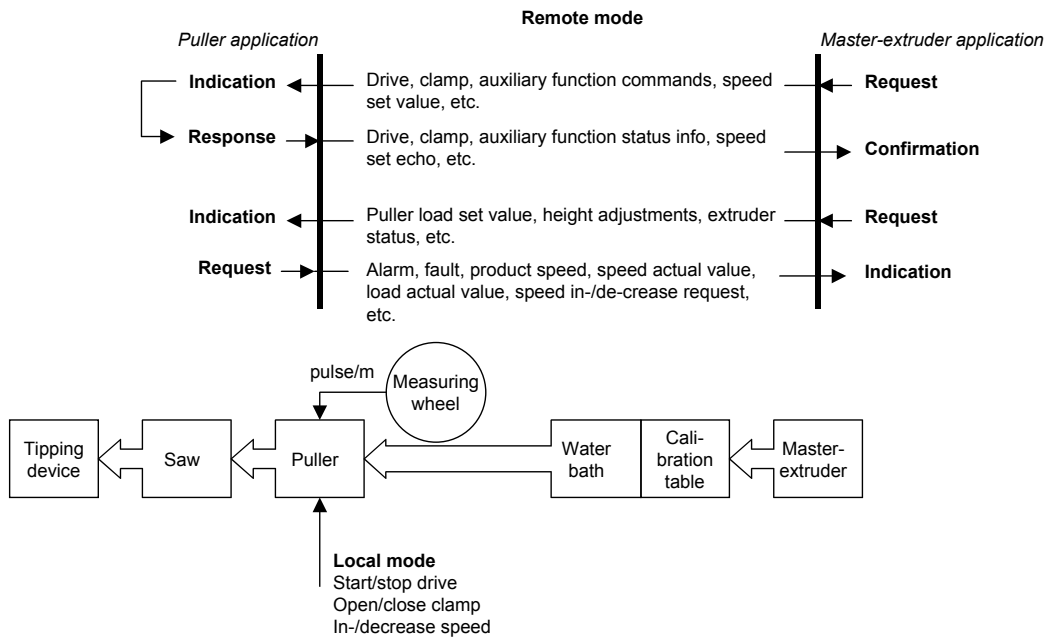 Remote mode
Puller application
Master-extruder application
Indication
Drive, clamp, auxiliary function commands, speed
set value, etc.
Request
Response
Drive, clamp, auxiliary function status info, speed
set echo, etc.
Confirmation
Indication
Puller load set value, height adjustments, extruder
status, etc.
Request
Request
Alarm, fault, product speed, speed actual value,
load actual value, speed in-/de-crease request,
etc.
Indication
pulse/m
Measuring
wheel
Tipping
device
Saw
Puller
Water
bath
Cali-
bration
table
Master-
extruder
Local mode
Start/stop drive
Open/close clamp
In-/decrease speed